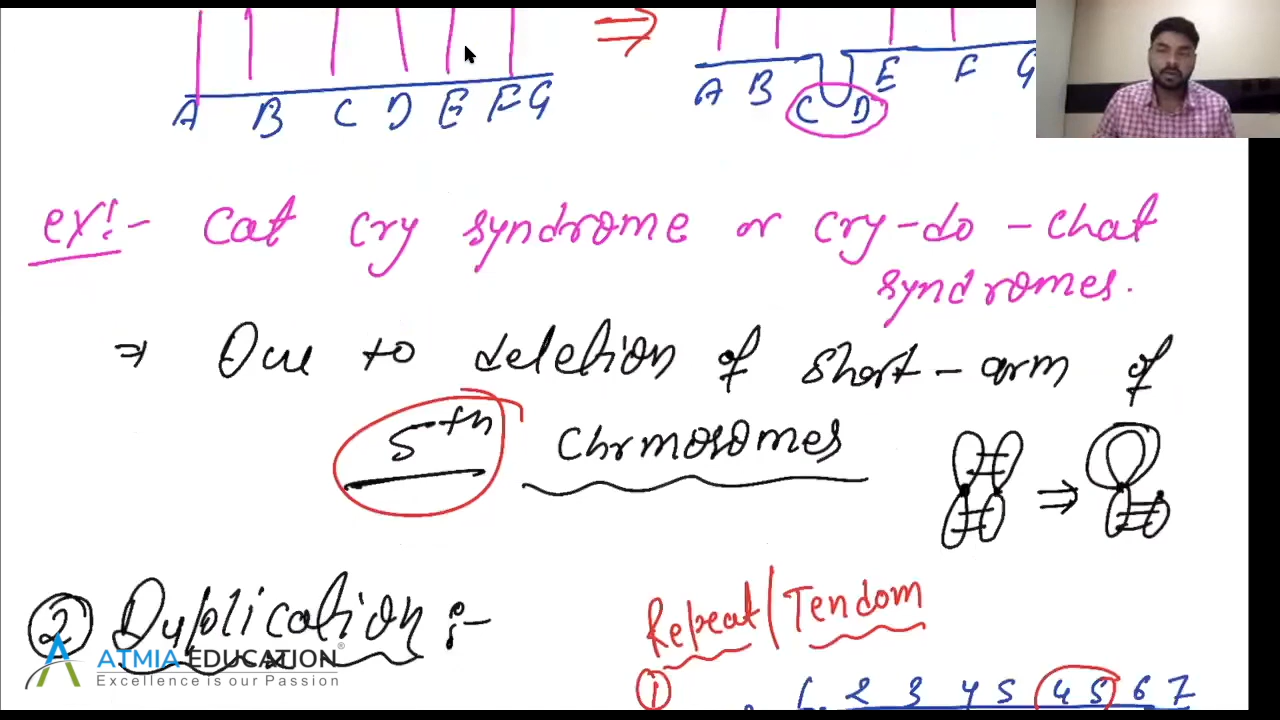 A B C D E F G
A B C D E F G
ex:- Cat cry syndrome or cry-do-chat
syndromes.
⇒ Due to deletion of short-arm of
5th Chrmosomes
② Duplication :-
Repeat/Tendom
ATMIA EDUCATION®
Excellence is our Passion
① 1 2 3 4 5 4 5 6 7